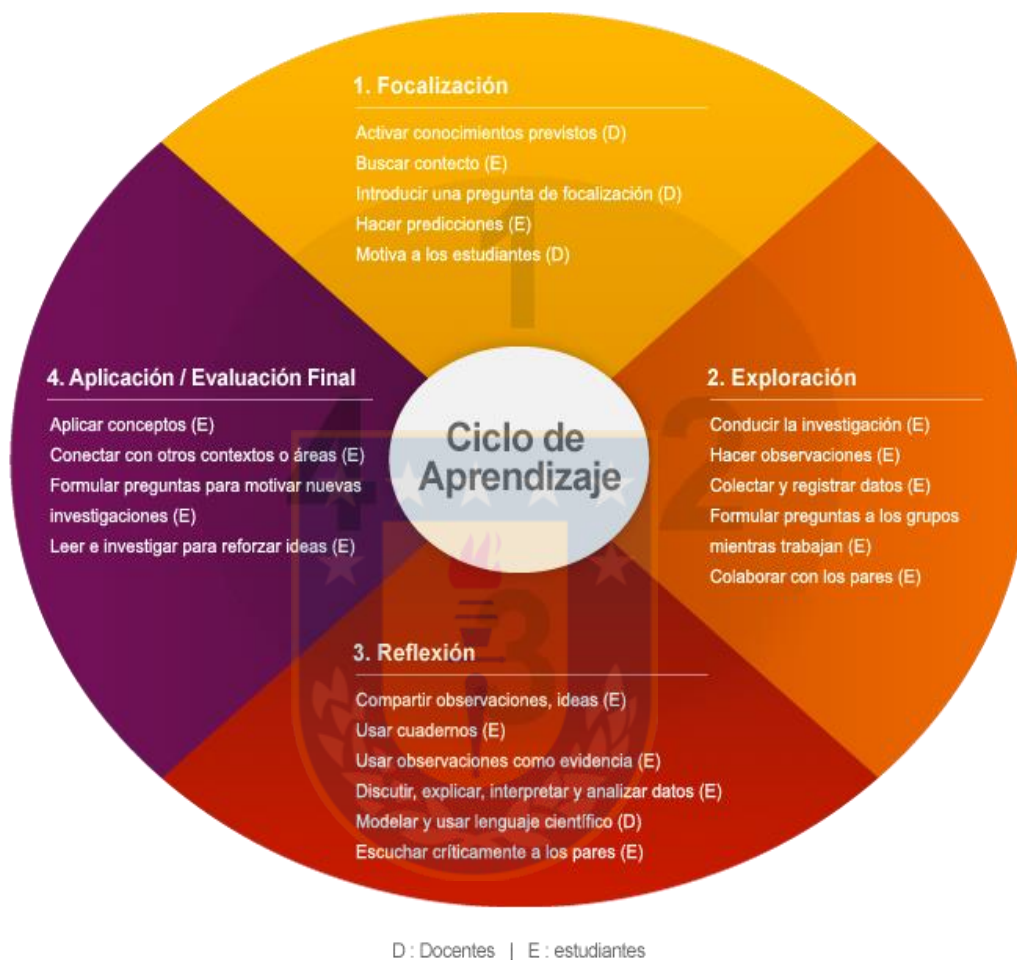 1. Focalización
Activar conocimientos previstos (D)
Buscar contecto (E)
Introducir una pregunta de focalización (D)
Hacer predicciones (E)
Motiva a los estudiantes (D)
1
4. Aplicación / Evaluación Final
Aplicar conceptos (E)
Conectar con otros contextos o áreas (E)
Formular preguntas para motivar nuevas
investigaciones (E)
Leer e investigar para reforzar ideas (E)
4
Ciclo de
Aprendizaje
2. Exploración
Conducir la investigación (E)
Hacer observaciones (E)
Colectar y registrar datos (E)
Formular preguntas a los grupos
mientras trabajan (E)
Colaborar con los pares (E)
2
3. Reflexión
Compartir observaciones, ideas (E)
Usar cuadernos (E)
Usar observaciones como evidencia (E)
Discutir, explicar, interpretar y analizar datos (E)
Modelar y usar lenguaje científico (D)
Escuchar críticamente a los pares (E)
3
D : Docentes | E : estudiantes